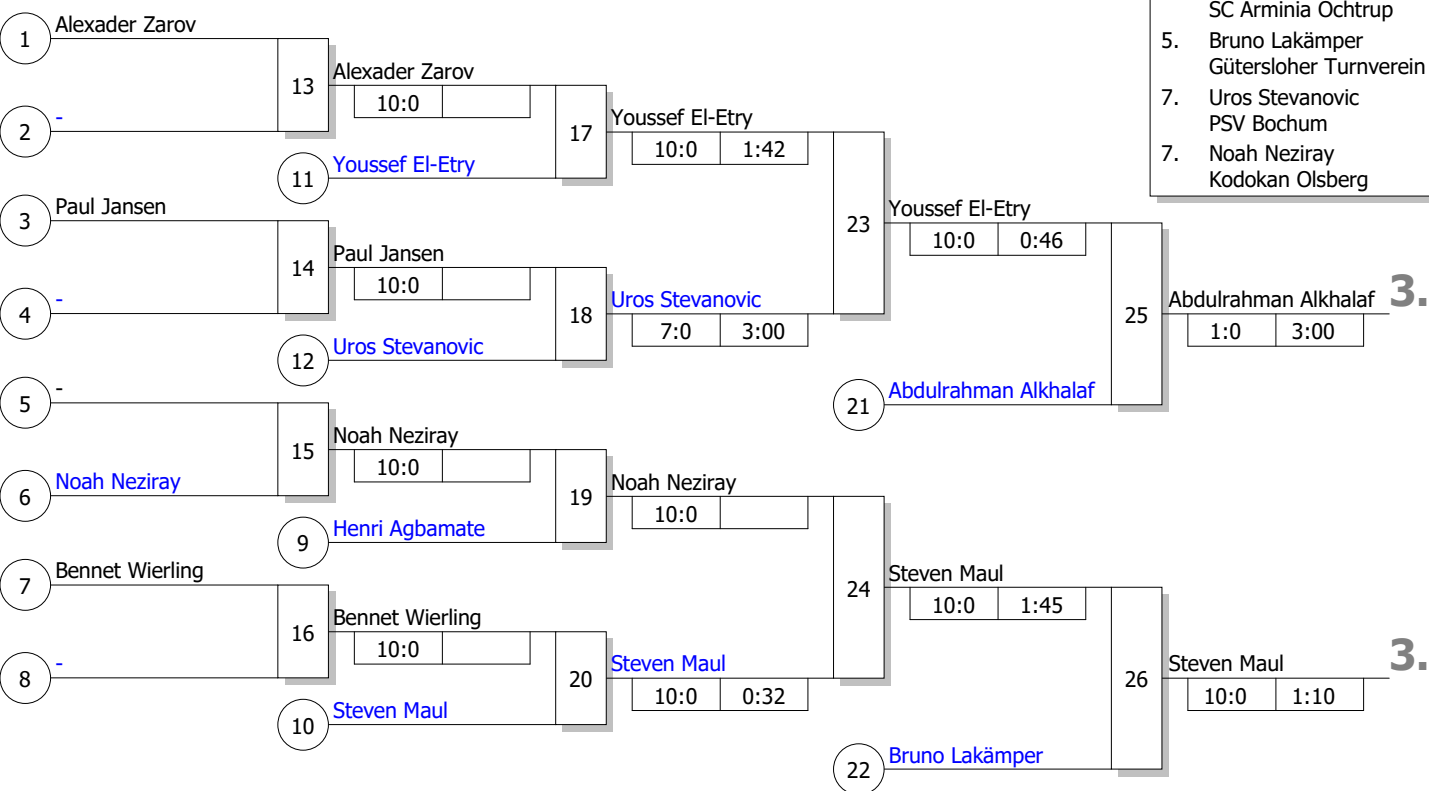 SC Arminia Ochtrup
5. Bruno Lakämper
Gütersloher Turnverein
7. Uros Stevanovic
PSV Bochum
7. Noah Neziray
Kodokan Olsberg
1 Alexader Zarov
2 -
13 Alexader Zarov
10:0
11 Youssef El-Etry
17 Youssef El-Etry
10:0 1:42
3 Paul Jansen
4 -
14 Paul Jansen
10:0
12 Uros Stevanovic
18 Uros Stevanovic
7:0 3:00
23 Youssef El-Etry
10:0 0:46
21 Abdulrahman Alkhalaf
25 Abdulrahman Alkhalaf 3.
1:0 3:00
5 -
6 Noah Neziray
15 Noah Neziray
10:0
9 Henri Agbamate
19 Noah Neziray
10:0
7 Bennet Wierling
8 -
16 Bennet Wierling
10:0
10 Steven Maul
20 Steven Maul
10:0 0:32
24 Steven Maul
10:0 1:45
22 Bruno Lakämper
26 Steven Maul 3.
10:0 1:10